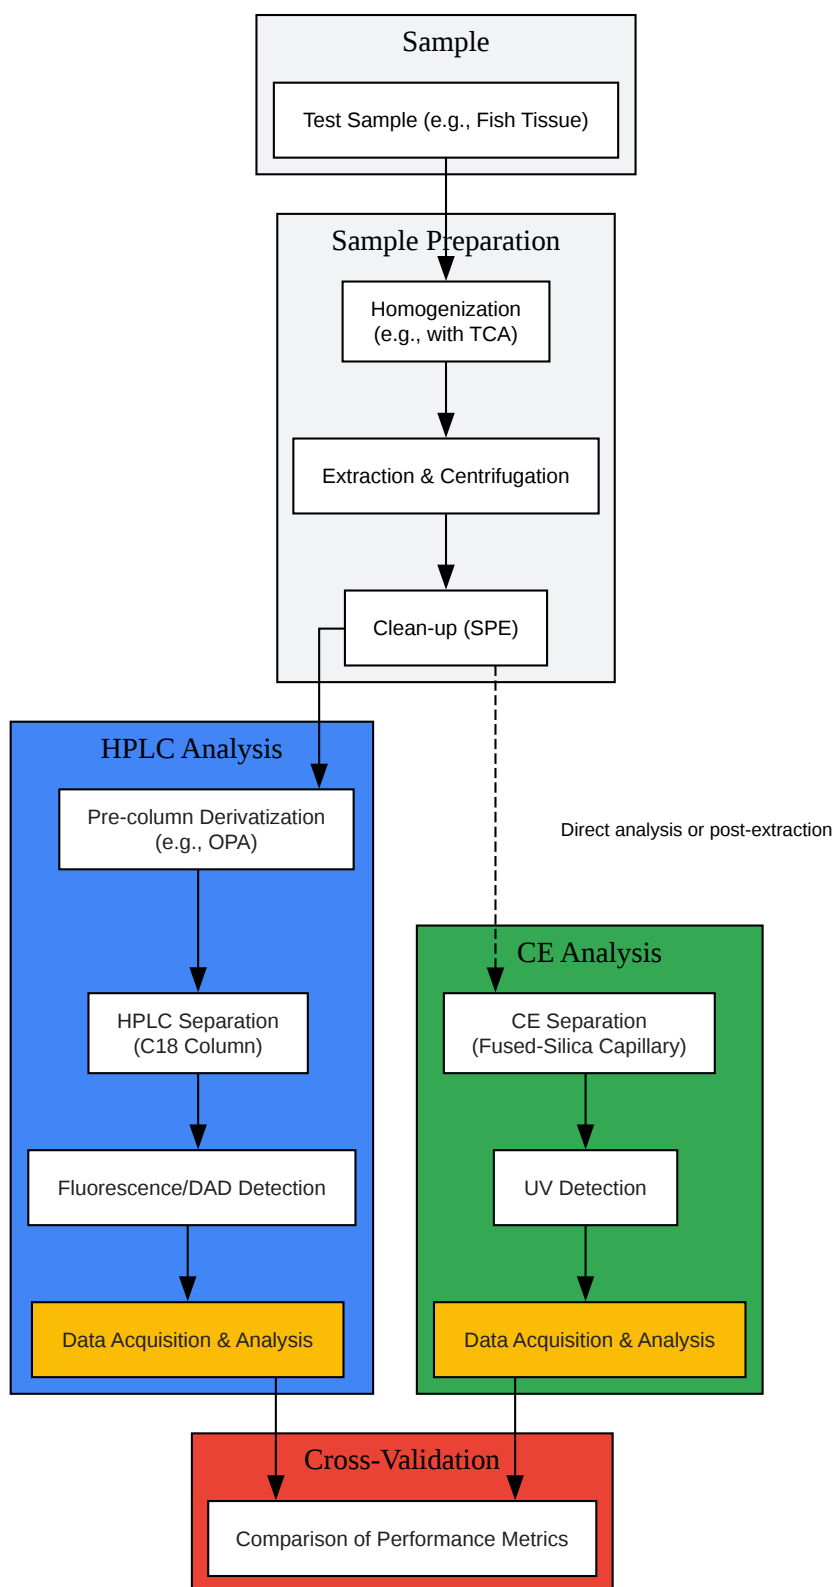 Sample
Test Sample (e.g., Fish Tissue)
Sample Preparation
Homogenization
(e.g., with TCA)
Extraction & Centrifugation
Clean-up (SPE)
HPLC Analysis
Pre-column Derivatization
(e.g., OPA)
Direct analysis or post-extraction
HPLC Separation
(C18 Column)
Fluorescence/DAD Detection
Data Acquisition & Analysis
CE Analysis
CE Separation
(Fused-Silica Capillary)
UV Detection
Data Acquisition & Analysis
Cross-Validation
Comparison of Performance Metrics